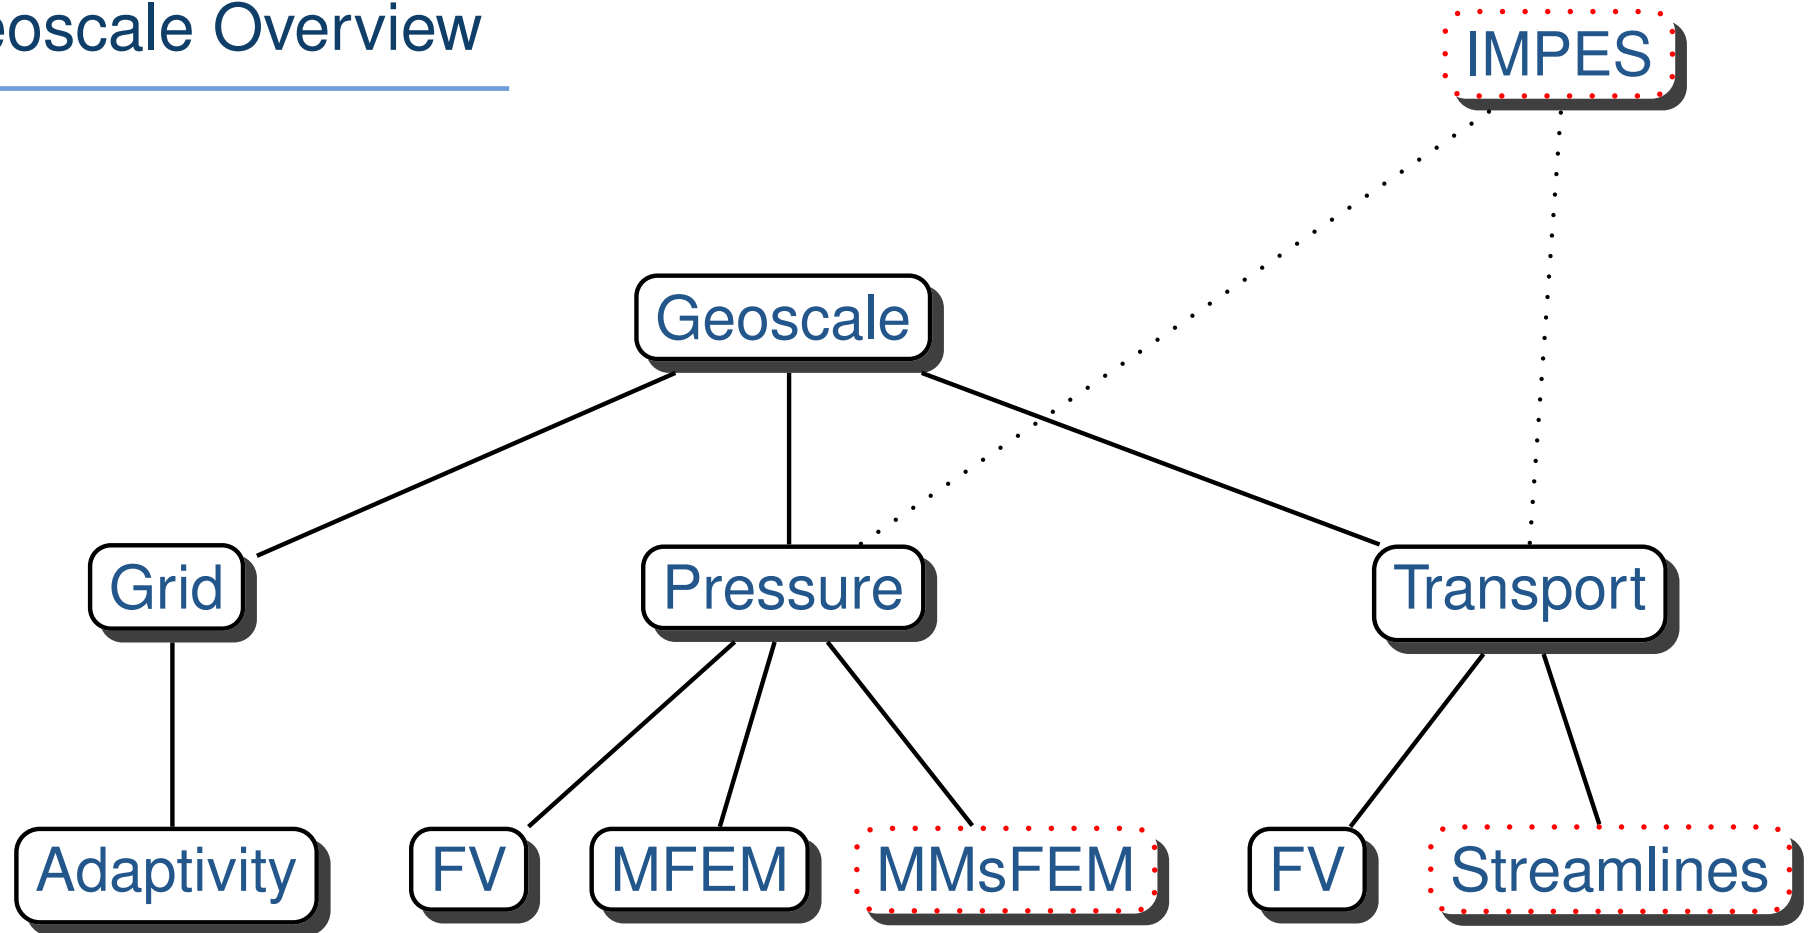 eoscale Overview
IMPES
Geoscale
Grid
Pressure
Transport
Adaptivity
FV
MFEM
MMsFEM
FV
Streamlines